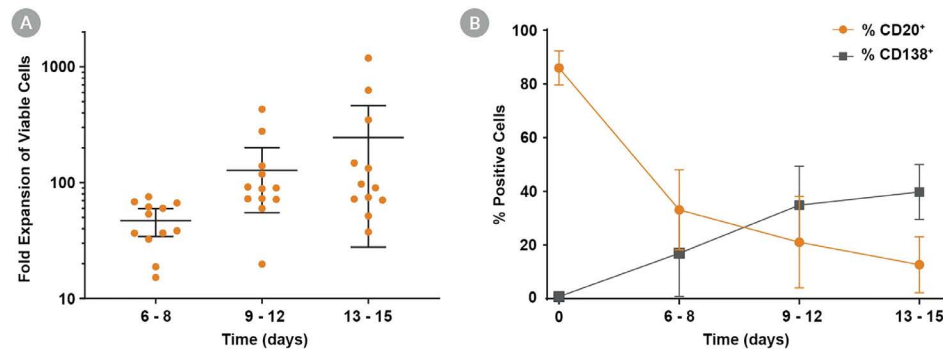 A
Fold Expansion of Viable Cells
1000
100
10
6 - 8
9 - 12
13 - 15
Time (days)
B
% CD20⁺
% CD138⁺
% Positive Cells
100
80
60
40
20
0
0
6 - 8
9 - 12
13 - 15
Time (days)